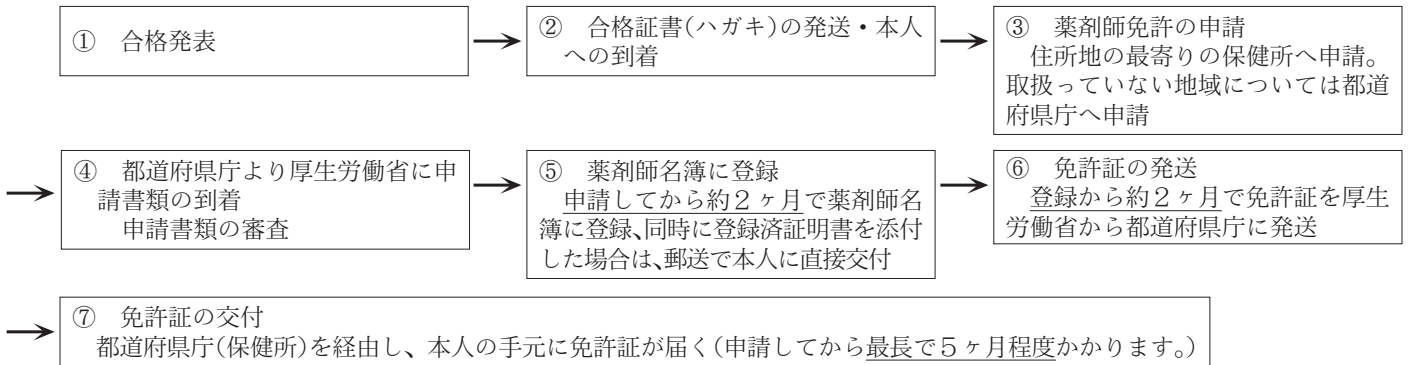 ① 合格発表
② 合格証書(ハガキ)の発送・本人
への到着
③ 薬剤師免許の申請
住所地の最寄りの保健所へ申請。
取扱っていない地域については都道
府県庁へ申請
④ 都道府県庁より厚生労働省に申
請書類の到着
申請書類の審査
⑤ 薬剤師名簿に登録
申請してから約2ヶ月で薬剤師名
簿に登録、同時に登録済証明書を添付
した場合は、郵送で本人に直接交付
⑥ 免許証の発送
登録から約2ヶ月で免許証を厚生
労働省から都道府県庁に発送
⑦ 免許証の交付
都道府県庁(保健所)を経由し、本人の手元に免許証が届く(申請してから最長で5ヶ月程度かかります。)